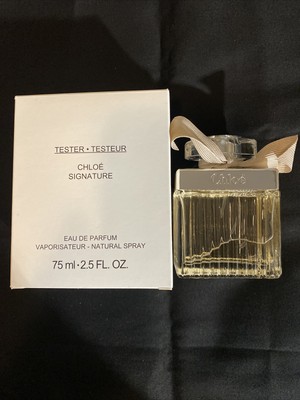 TESTER • TESTEUR
CHLOÉ
SIGNATURE
EAU DE PARFUM
VAPORISATEUR - NATURAL SPRAY
75 ml • 2.5 FL. OZ.
Chloé